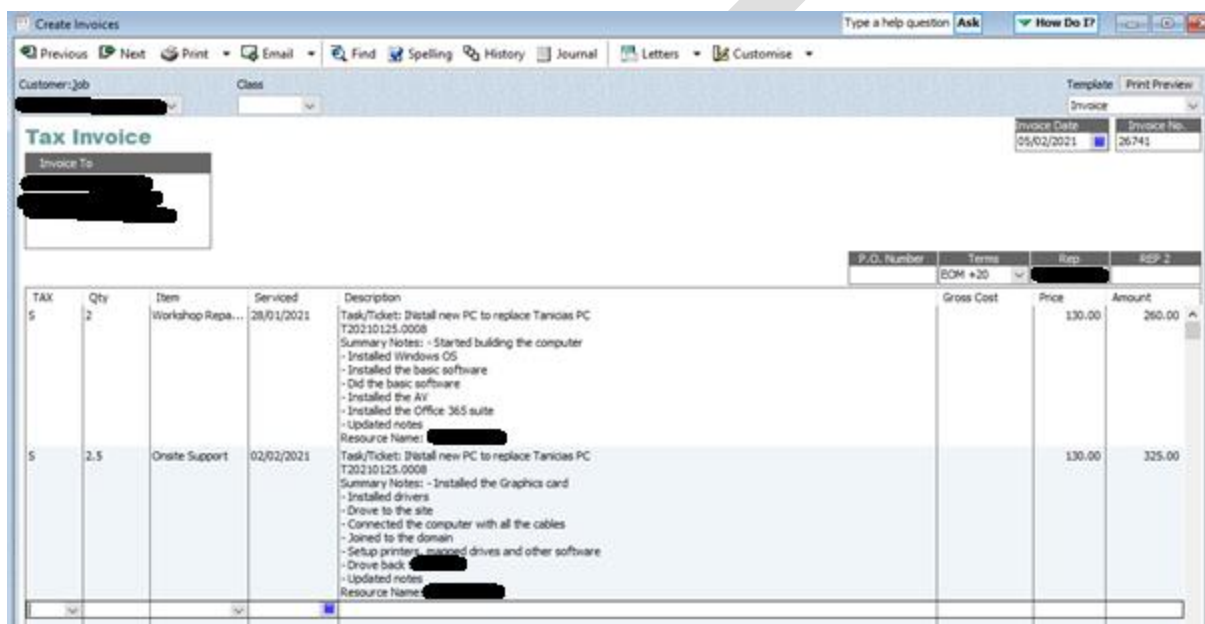 Create Invoices Type a help question Ask How Do I?
Previous Next Print Email Find Spelling History Journal Letters Customise
Customer:Job Class Template Print Preview
Invoice
Tax Invoice Invoice Date Invoice No.
05/02/2021 26741
Invoice To
P.O. Number Terms Rep REP 2
EOM +20
TAX Qty Item Serviced Description Gross Cost Price Amount
S 2 Workshop Repa... 28/01/2021 Task/Ticket: INstall new PC to replace Tanicias PC 130.00 260.00
T20210125.0008
Summary Notes: - Started building the computer
- Installed Windows OS
- Installed the basic software
- Did the basic software
- Installed the AV
- Installed the Office 365 suite
- Updated notes
Resource Name:
S 2.5 Onsite Support 02/02/2021 Task/Ticket: INstall new PC to replace Tanicias PC 130.00 325.00
T20210125.0008
Summary Notes: - Installed the Graphics card
- Installed drivers
- Drove to the site
- Connected the computer with all the cables
- Joined to the domain
- Setup printers, mapped drives and other software
- Drove back
- Updated notes
Resource Name: